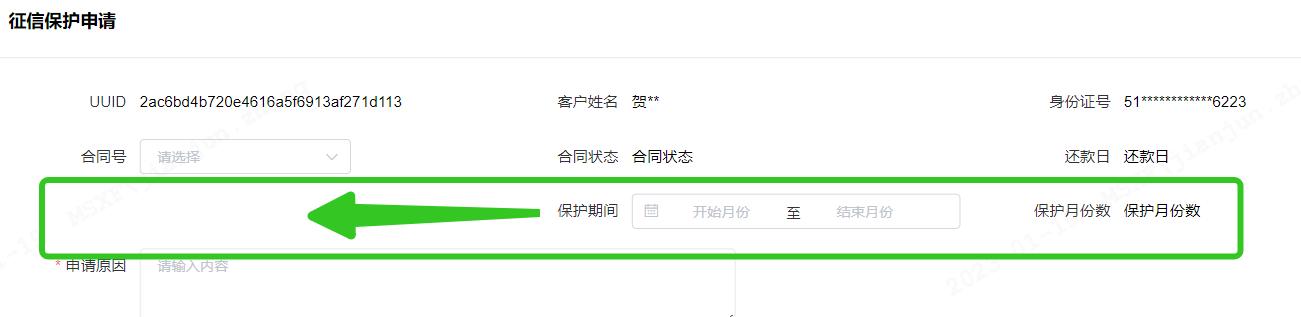 征信保护申请
UUID 2ac6bd4b720e4616a5f6913af271d113 客户姓名 贺** 身份证号 51************6223
合同号 请选择 合同状态 合同状态 还款日 还款日
保护期间 开始月份 至 结束月份 保护月份数 保护月份数
* 申请原因 请输入内容